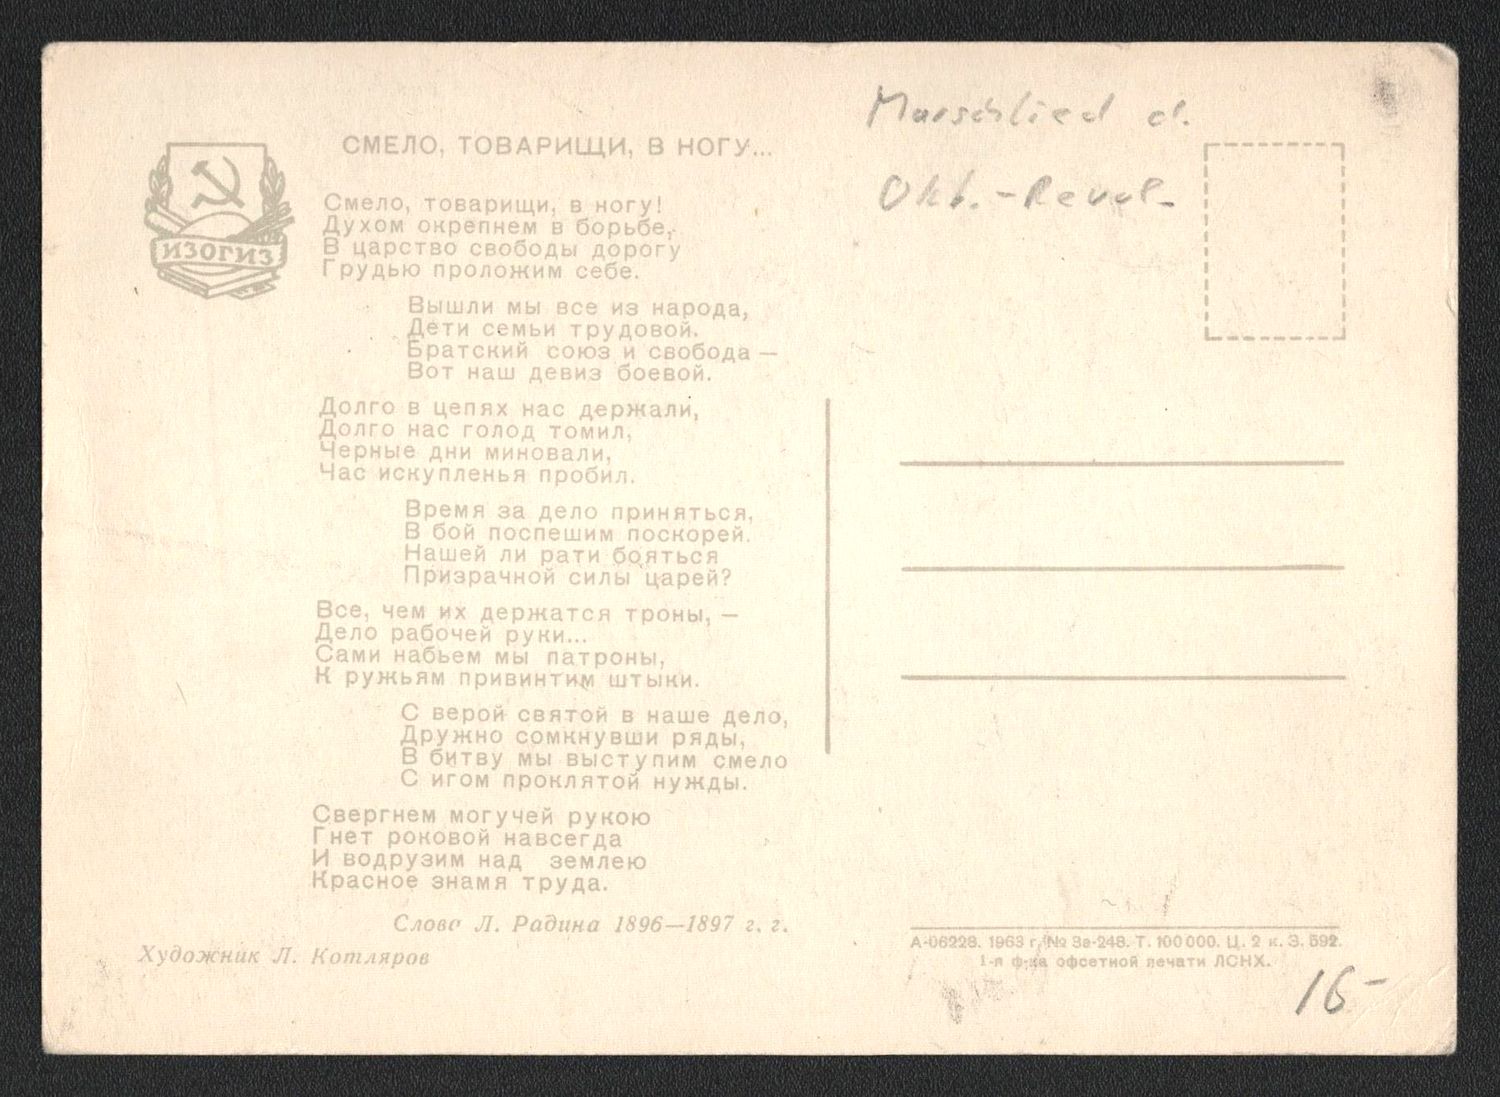 СМЕЛО, ТОВАРИЩИ, В НОГУ...
ИЗОГИЗ
Смело, товарищи, в ногу!
Духом окрепнем в борьбе,
В царство свободы дорогу
Грудью проложим себе.
Вышли мы все из народа,
Дети семьи трудовой.
Братский союз и свобода —
Вот наш девиз боевой.
Долго в цепях нас держали,
Долго нас голод томил,
Черные дни миновали,
Час искупленья пробил.
Время за дело приняться,
В бой поспешим поскорей.
Нашей ли рати бояться
Призрачной силы царей?
Все, чем их держатся троны, —
Дело рабочей руки...
Сами набьем мы патроны,
К ружьям привинтим штыки.
С верой святой в наше дело,
Дружно сомкнувши ряды,
В битву мы выступим смело
С игом проклятой нужды.
Свергнем могучей рукою
Гнет роковой навсегда
И водрузим над землею
Красное знамя труда.
Слова Л. Радина 1896—1897 г. г.
Художник Л. Котляров
Marschlied d.
Okt.-Revol-
А-06228. 1963 г. № Зе-248. Т. 100 000. Ц. 2 к. З. 592.
1-я ф-ка офсетной печати ЛСНХ.
16-